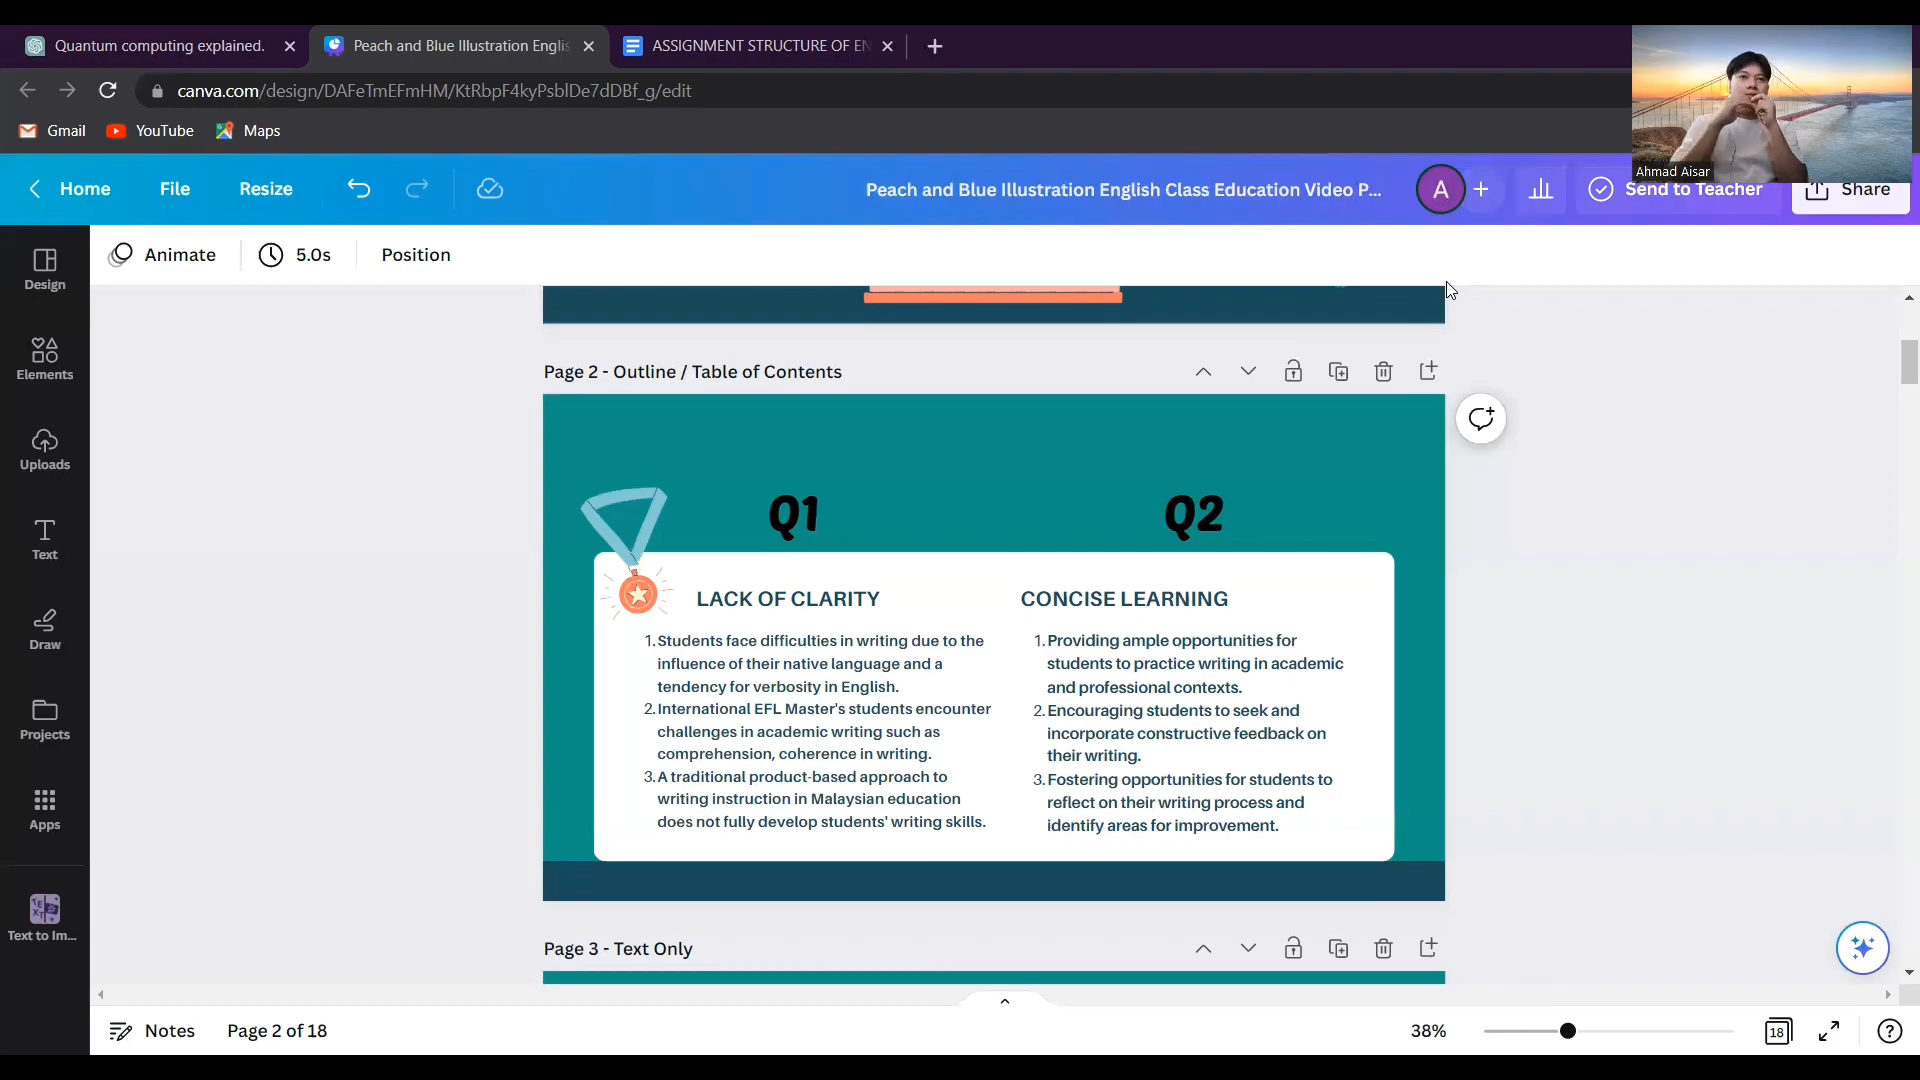 Quantum computing explained.
Peach and Blue Illustration Englis
ASSIGNMENT STRUCTURE OF EN
canva.com/design/DAFeTmEFmHM/KtRbpF4kyPsblDe7dDBf_g/edit
Gmail
YouTube
Maps
Ahmad Aisar
Home
File
Resize
Peach and Blue Illustration English Class Education Video P...
A
Send to Teacher
Share
Animate
5.0s
Position
Design
Elements
Uploads
Text
Draw
Projects
Apps
Text to Im...
Page 2 - Outline / Table of Contents
Q1
Q2
LACK OF CLARITY
1. Students face difficulties in writing due to the
influence of their native language and a
tendency for verbosity in English.
2. International EFL Master's students encounter
challenges in academic writing such as
comprehension, coherence in writing.
3. A traditional product-based approach to
writing instruction in Malaysian education
does not fully develop students' writing skills.
CONCISE LEARNING
1. Providing ample opportunities for
students to practice writing in academic
and professional contexts.
2. Encouraging students to seek and
incorporate constructive feedback on
their writing.
3. Fostering opportunities for students to
reflect on their writing process and
identify areas for improvement.
Page 3 - Text Only
Notes
Page 2 of 18
38%
18